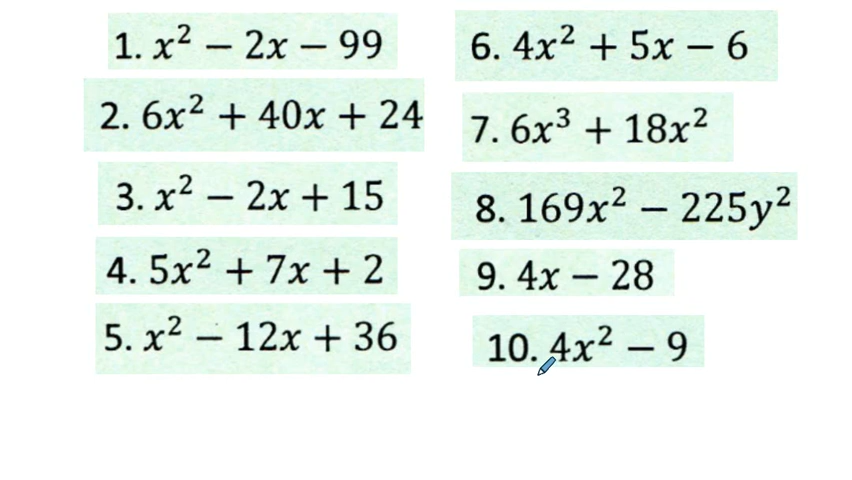 1. x² − 2x − 99
2. 6x² + 40x + 24
3. x² − 2x + 15
4. 5x² + 7x + 2
5. x² − 12x + 36
6. 4x² + 5x − 6
7. 6x³ + 18x²
8. 169x² − 225y²
9. 4x − 28
10. 4x² − 9